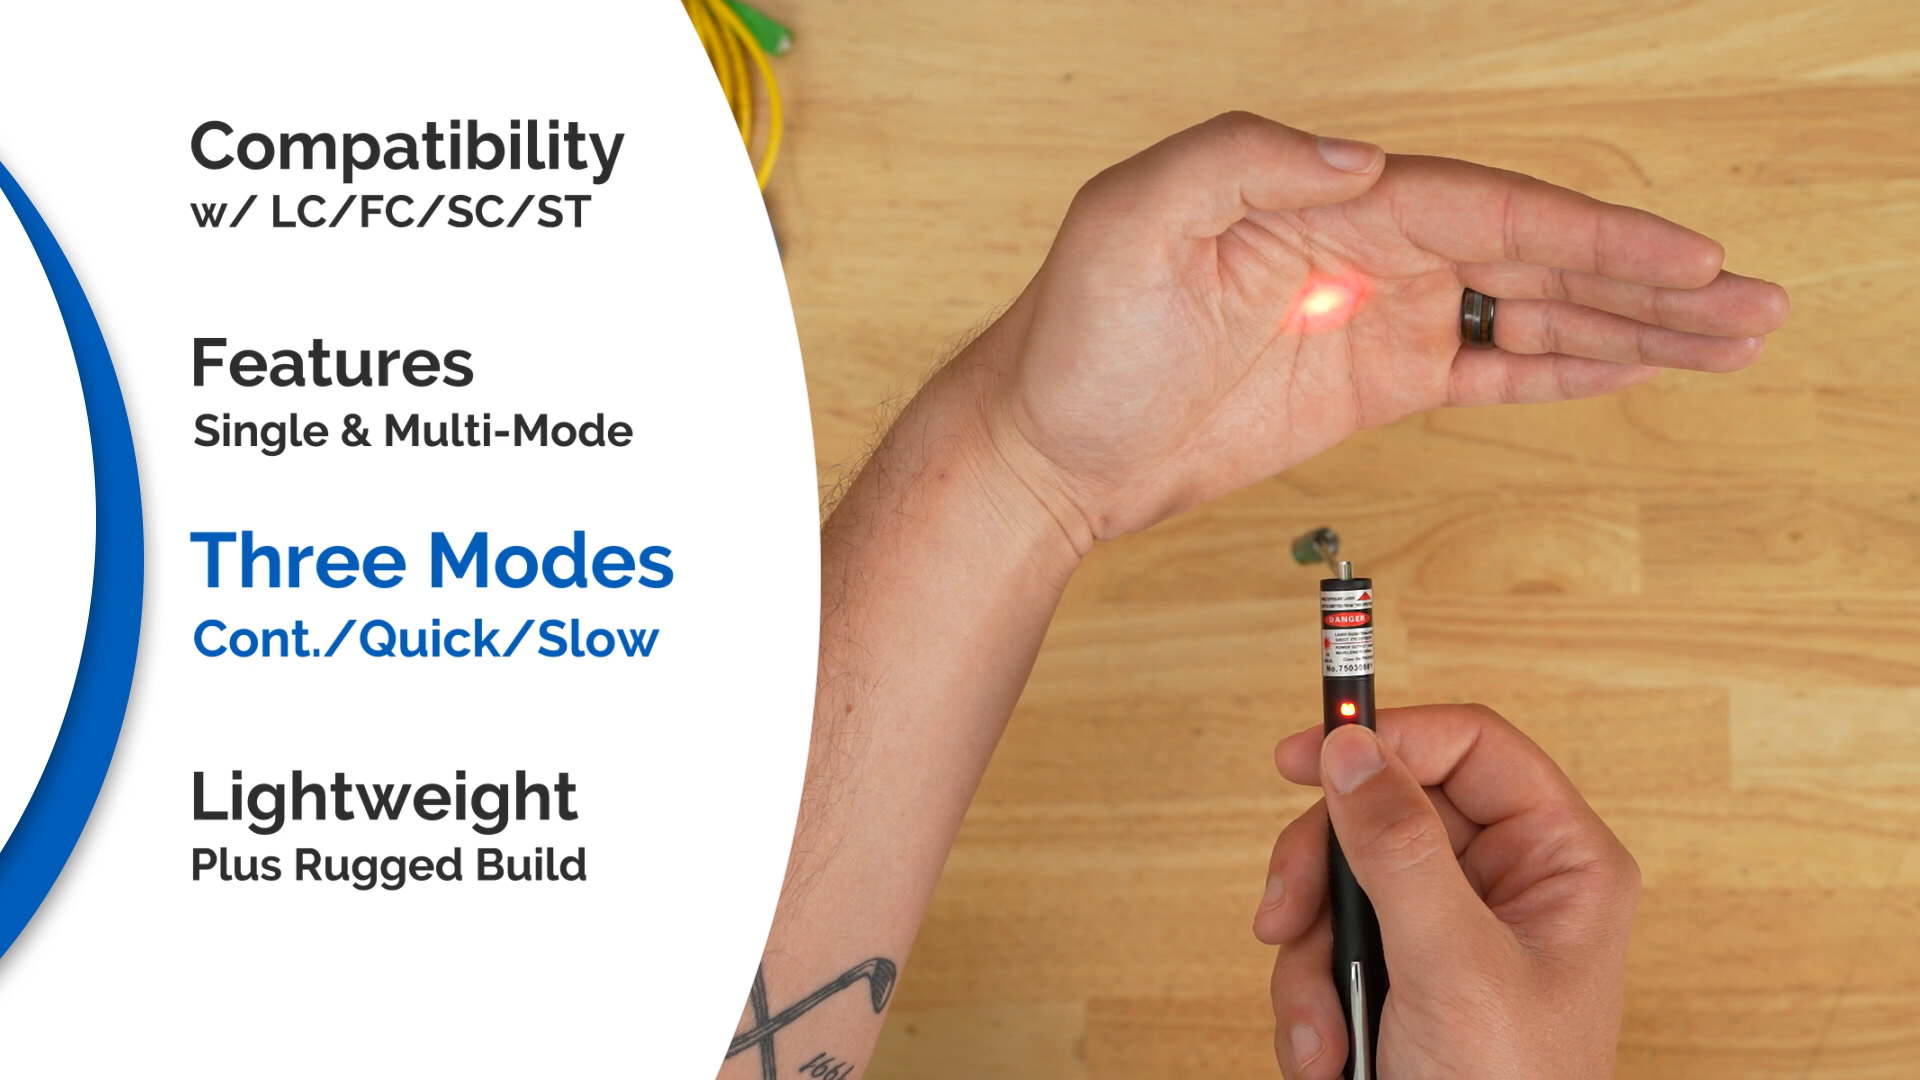 Compatibility
w/ LC/FC/SC/ST
Features
Single & Multi-Mode
Three Modes
Cont./Quick/Slow
Lightweight
Plus Rugged Build
DANGER
1991